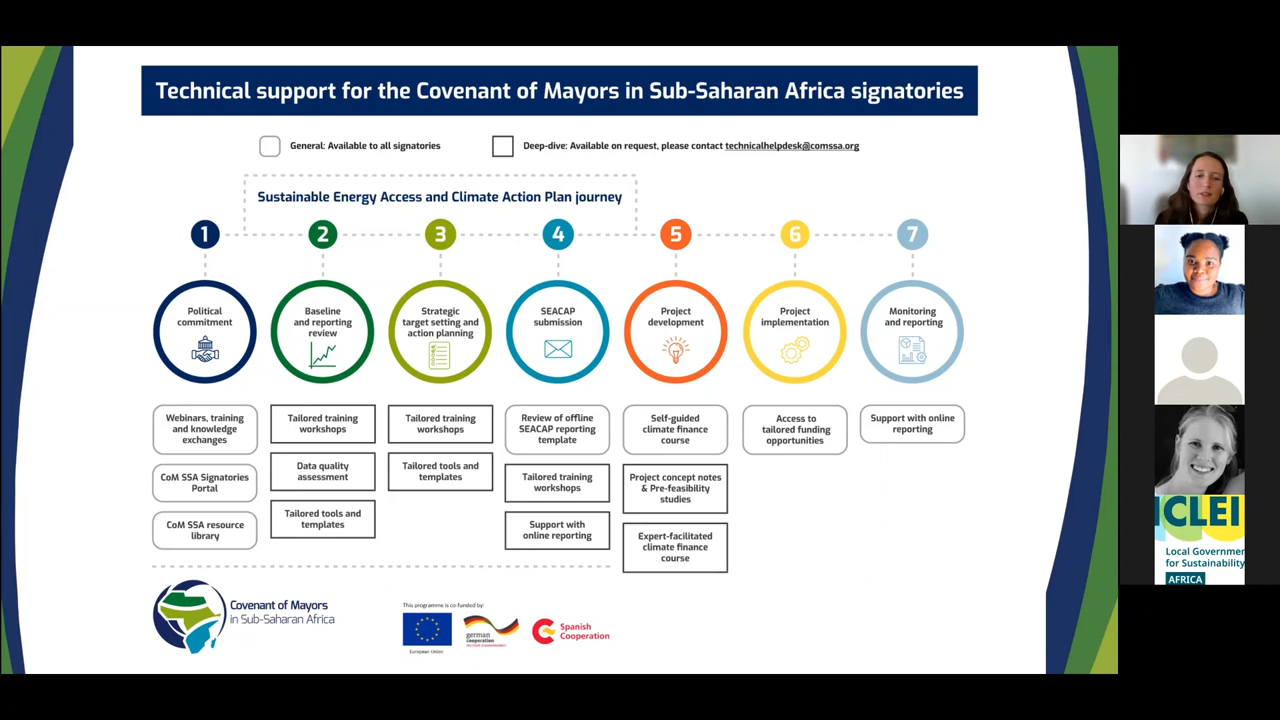 Technical support for the Covenant of Mayors in Sub-Saharan Africa signatories
General: Available to all signatories
Deep-dive: Available on request, please contact technicalhelpdesk@comssa.org
Sustainable Energy Access and Climate Action Plan journey
1
2
3
4
5
6
7
Political
commitment
Baseline
and reporting
review
Strategic
target setting and
action planning
SEACAP
submission
Project
development
Project
implementation
Monitoring
and reporting
Webinars, training
and knowledge
exchanges
CoM SSA Signatories
Portal
CoM SSA resource
library
Tailored training
workshops
Data quality
assessment
Tailored tools and
templates
Tailored training
workshops
Tailored tools and
templates
Review of offline
SEACAP reporting
template
Tailored training
workshops
Support with
online reporting
Self-guided
climate finance
course
Project concept notes
& Pre-feasibility
studies
Expert-facilitated
climate finance
course
Access to
tailored funding
opportunities
Support with online
reporting
Covenant of Mayors
in Sub-Saharan Africa
This programme is co-funded by:
European Union
german
cooperation
DEUTSCHE ZUSAMMENARBEIT
Spanish
Cooperation
ICLEI
Local Governmen
for Sustainability
AFRICA